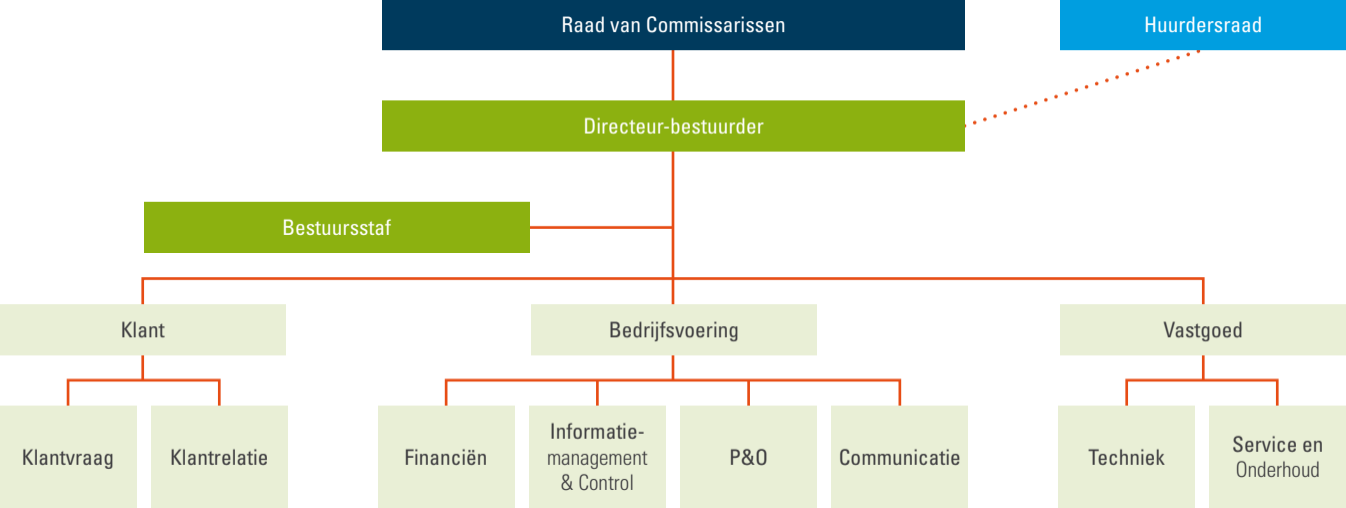 Raad van Commissarissen
Huurdersraad
Directeur-bestuurder
Bestuursstaf
Klant
Bedrijfsvoering
Vastgoed
Klantvraag
Klantrelatie
Financiën
Informatie-
management
& Control
P&O
Communicatie
Techniek
Service en
Onderhoud